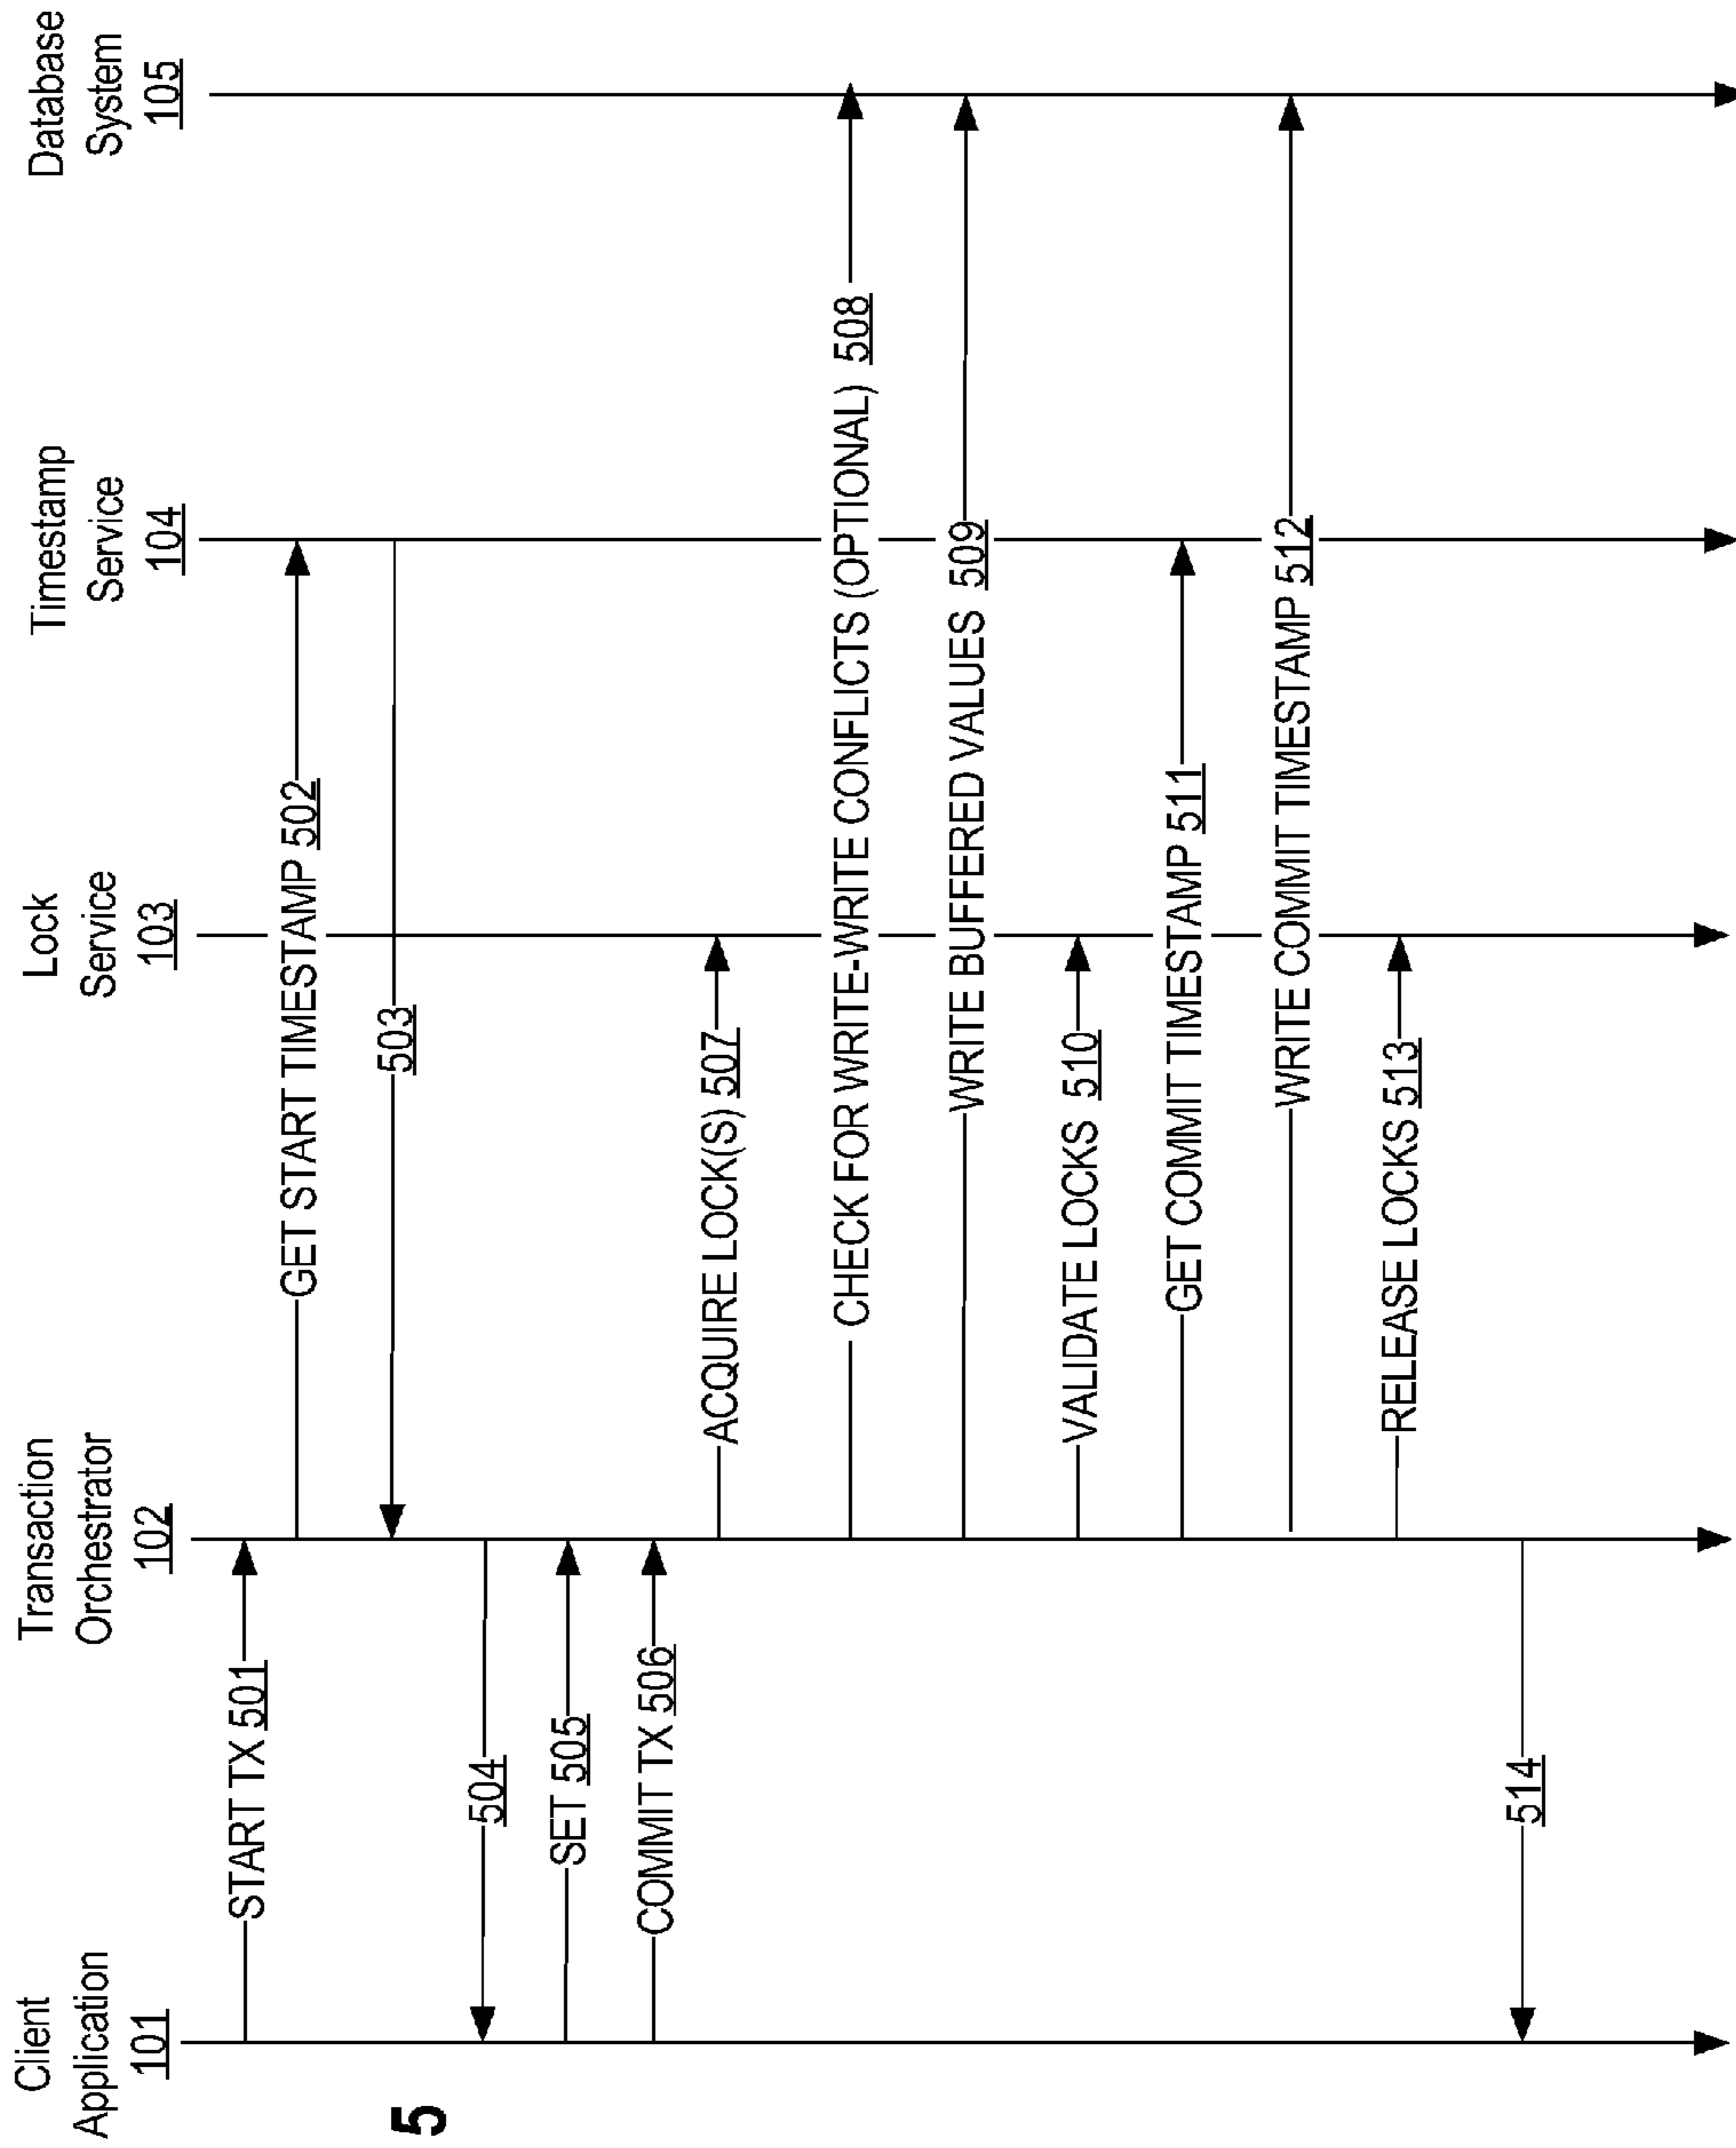 Client
Application
101
Transaction
Orchestrator
102
Lock
Service
103
Timestamp
Service
104
Database
System
105
START TX 501
GET START TIMESTAMP 502
503
504
SET 505
COMMIT TX 506
ACQUIRE LOCK(S) 507
CHECK FOR WRITE-WRITE CONFLICTS (OPTIONAL) 508
WRITE BUFFERED VALUES 509
VALIDATE LOCKS 510
GET COMMIT TIMESTAMP 511
WRITE COMMIT TIMESTAMP 512
RELEASE LOCKS 513
514
5